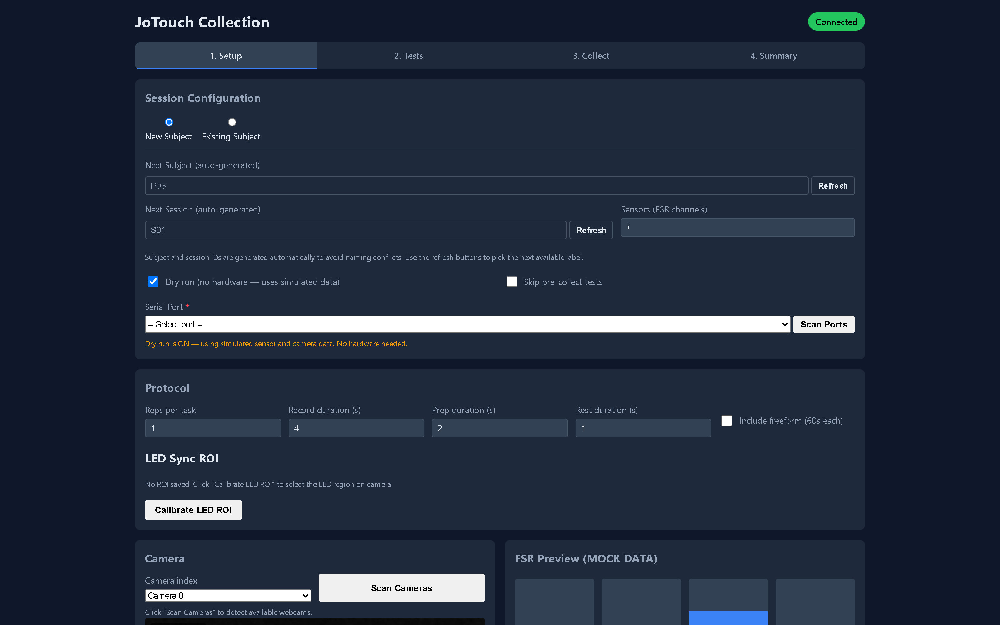 JoTouch Collection
Connected
1. Setup
2. Tests
3. Collect
4. Summary
Session Configuration
New Subject
Existing Subject
Next Subject (auto-generated)
P03
Refresh
Next Session (auto-generated)
Sensors (FSR channels)
S01
Refresh
٤
Subject and session IDs are generated automatically to avoid naming conflicts. Use the refresh buttons to pick the next available label.
Dry run (no hardware — uses simulated data)
Skip pre-collect tests
Serial Port *
-- Select port --
Scan Ports
Dry run is ON — using simulated sensor and camera data. No hardware needed.
Protocol
Reps per task
Record duration (s)
Prep duration (s)
Rest duration (s)
1
4
2
1
Include freeform (60s each)
LED Sync ROI
No ROI saved. Click "Calibrate LED ROI" to select the LED region on camera.
Calibrate LED ROI
Camera
FSR Preview (MOCK DATA)
Camera index
Camera 0
Scan Cameras
Click "Scan Cameras" to detect available webcams.